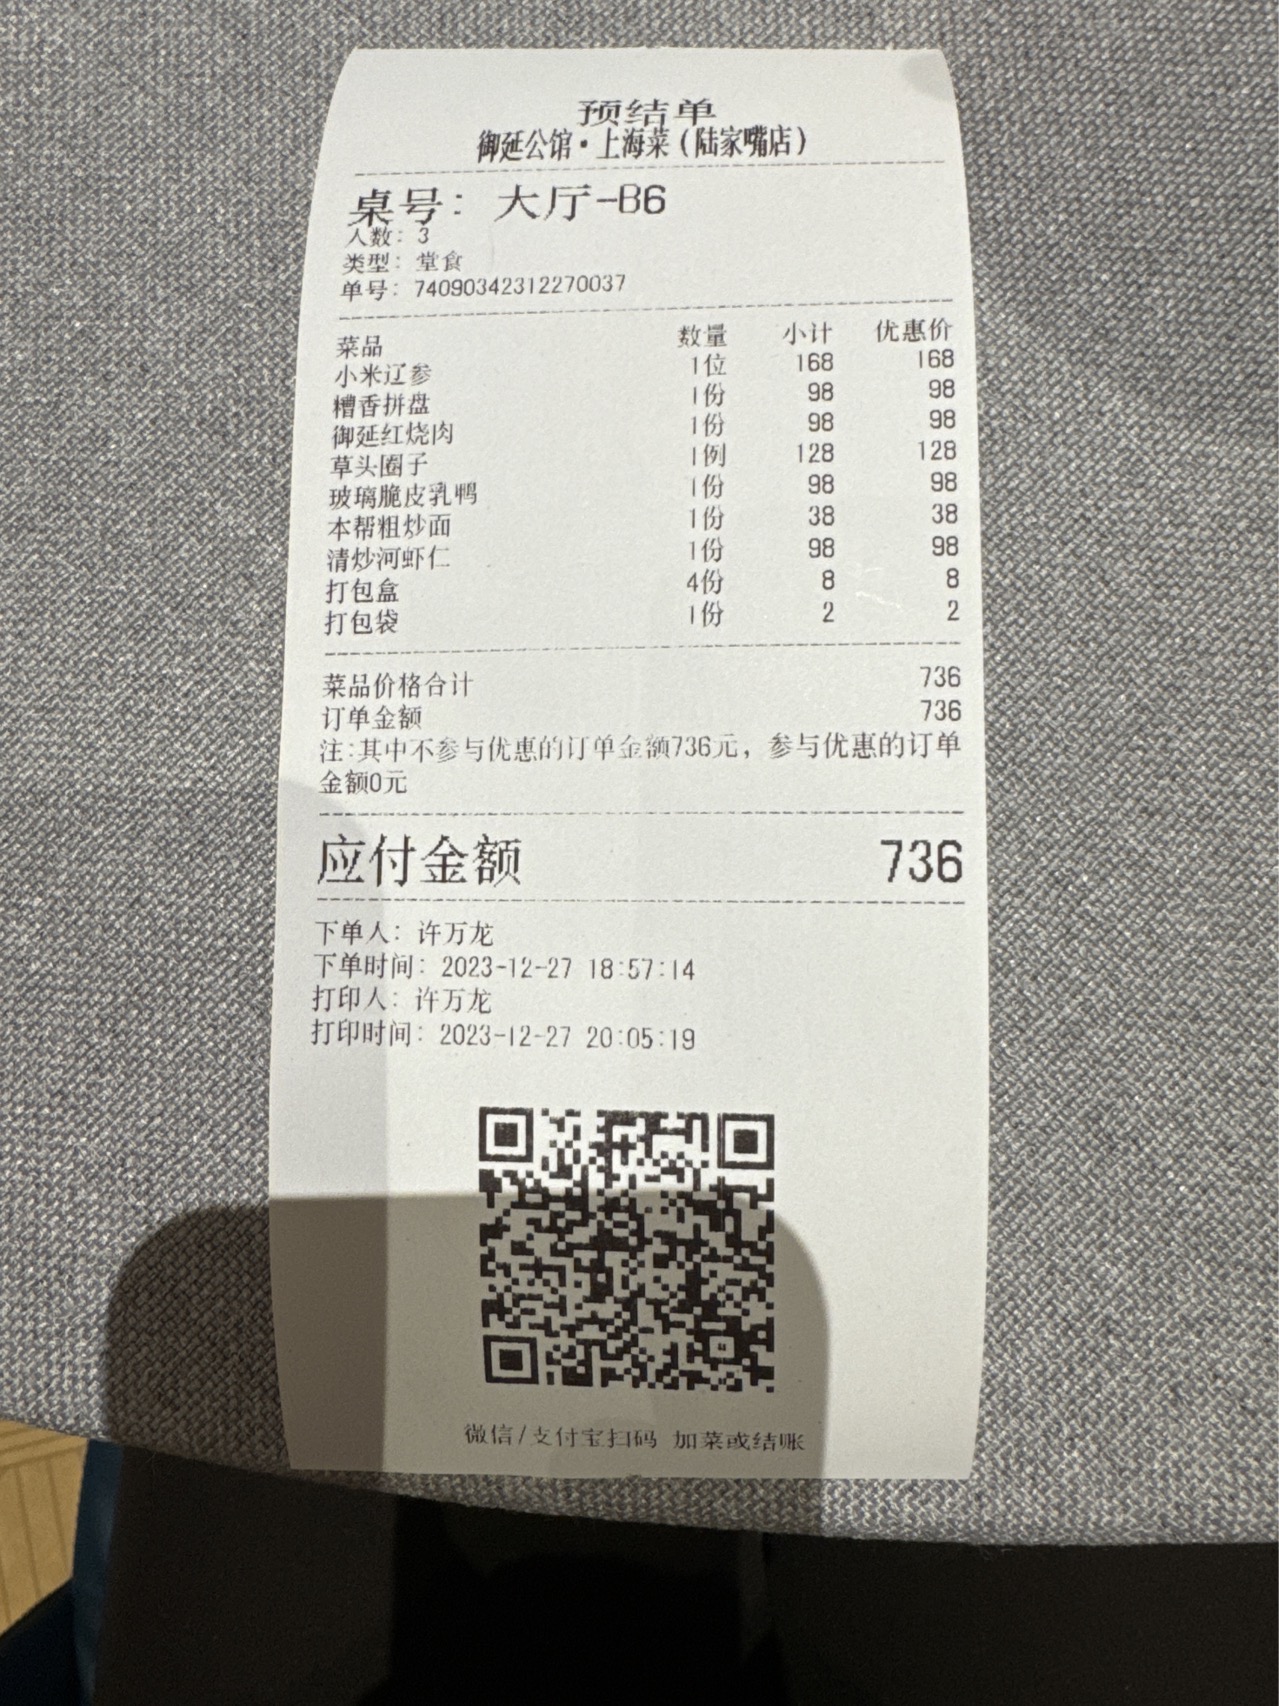 预结单
御延公馆·上海菜(陆家嘴店)
桌号: 大厅-B6
人数: 3
类型: 堂食
单号: 74090342312270037
菜品 数量 小计 优惠价
小米辽参 1位 168 168
糟香拼盘 1份 98 98
御延红烧肉 1份 98 98
草头圈子 1例 128 128
玻璃脆皮乳鸭 1份 98 98
本帮粗炒面 1份 38 38
清炒河虾仁 1份 98 98
打包盒 4份 8 8
打包袋 1份 2 2
菜品价格合计 736
订单金额 736
注:其中不参与优惠的订单金额736元, 参与优惠的订单
金额0元
应付金额 736
下单人: 许万龙
下单时间: 2023-12-27 18:57:14
打印人: 许万龙
打印时间: 2023-12-27 20:05:19
微信/支付宝扫码 加菜或结账